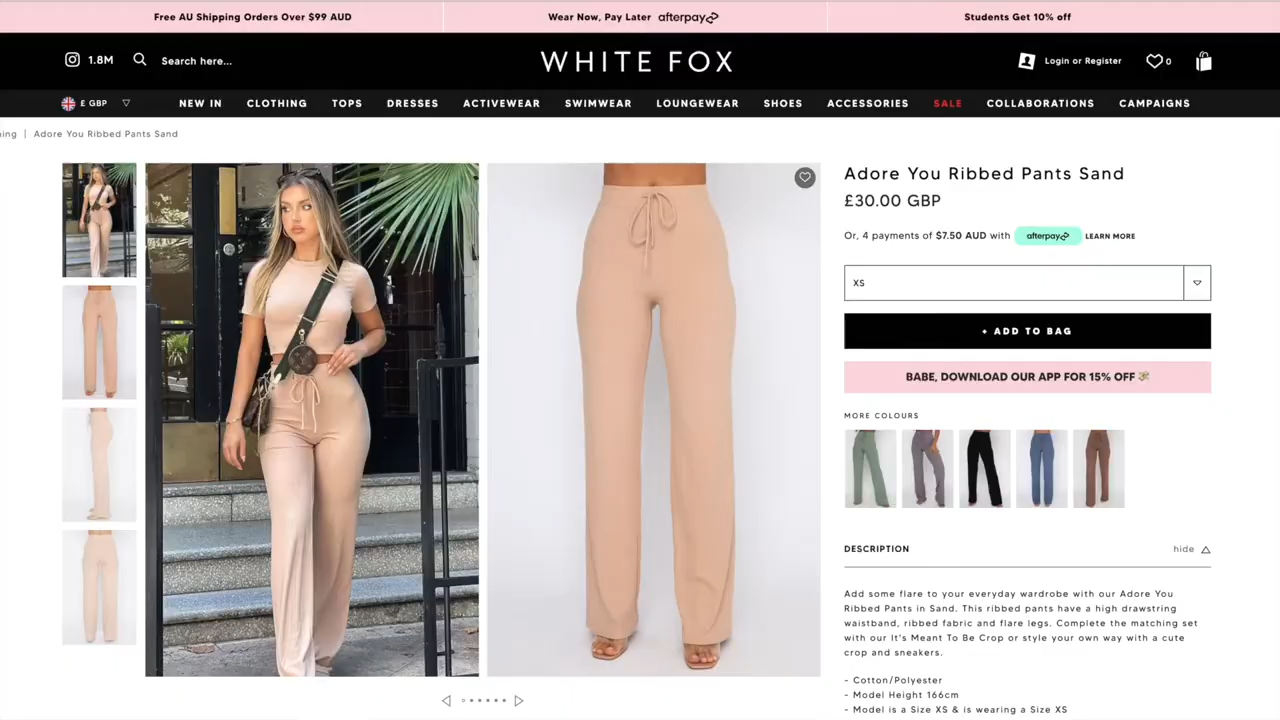 Free AU Shipping Orders Over $99 AUD
Wear Now, Pay Later afterpay
Students Get 10% off
1.8M
Search here...
WHITE FOX
Login or Register
0
£ GBP
NEW IN
CLOTHING
TOPS
DRESSES
ACTIVEWEAR
SWIMWEAR
LOUNGEWEAR
SHOES
ACCESSORIES
SALE
COLLABORATIONS
CAMPAIGNS
ing | Adore You Ribbed Pants Sand
Adore You Ribbed Pants Sand
£30.00 GBP
Or, 4 payments of $7.50 AUD with afterpay LEARN MORE
XS
+ ADD TO BAG
BABE, DOWNLOAD OUR APP FOR 15% OFF 💸
MORE COLOURS
DESCRIPTION
hide
Add some flare to your everyday wardrobe with our Adore You
Ribbed Pants in Sand. This ribbed pants have a high drawstring
waistband, ribbed fabric and flare legs. Complete the matching set
with our It's Meant To Be Crop or style your own way with a cute
crop and sneakers.
- Cotton/Polyester
- Model Height 166cm
- Model is a Size XS & is wearing a Size XS